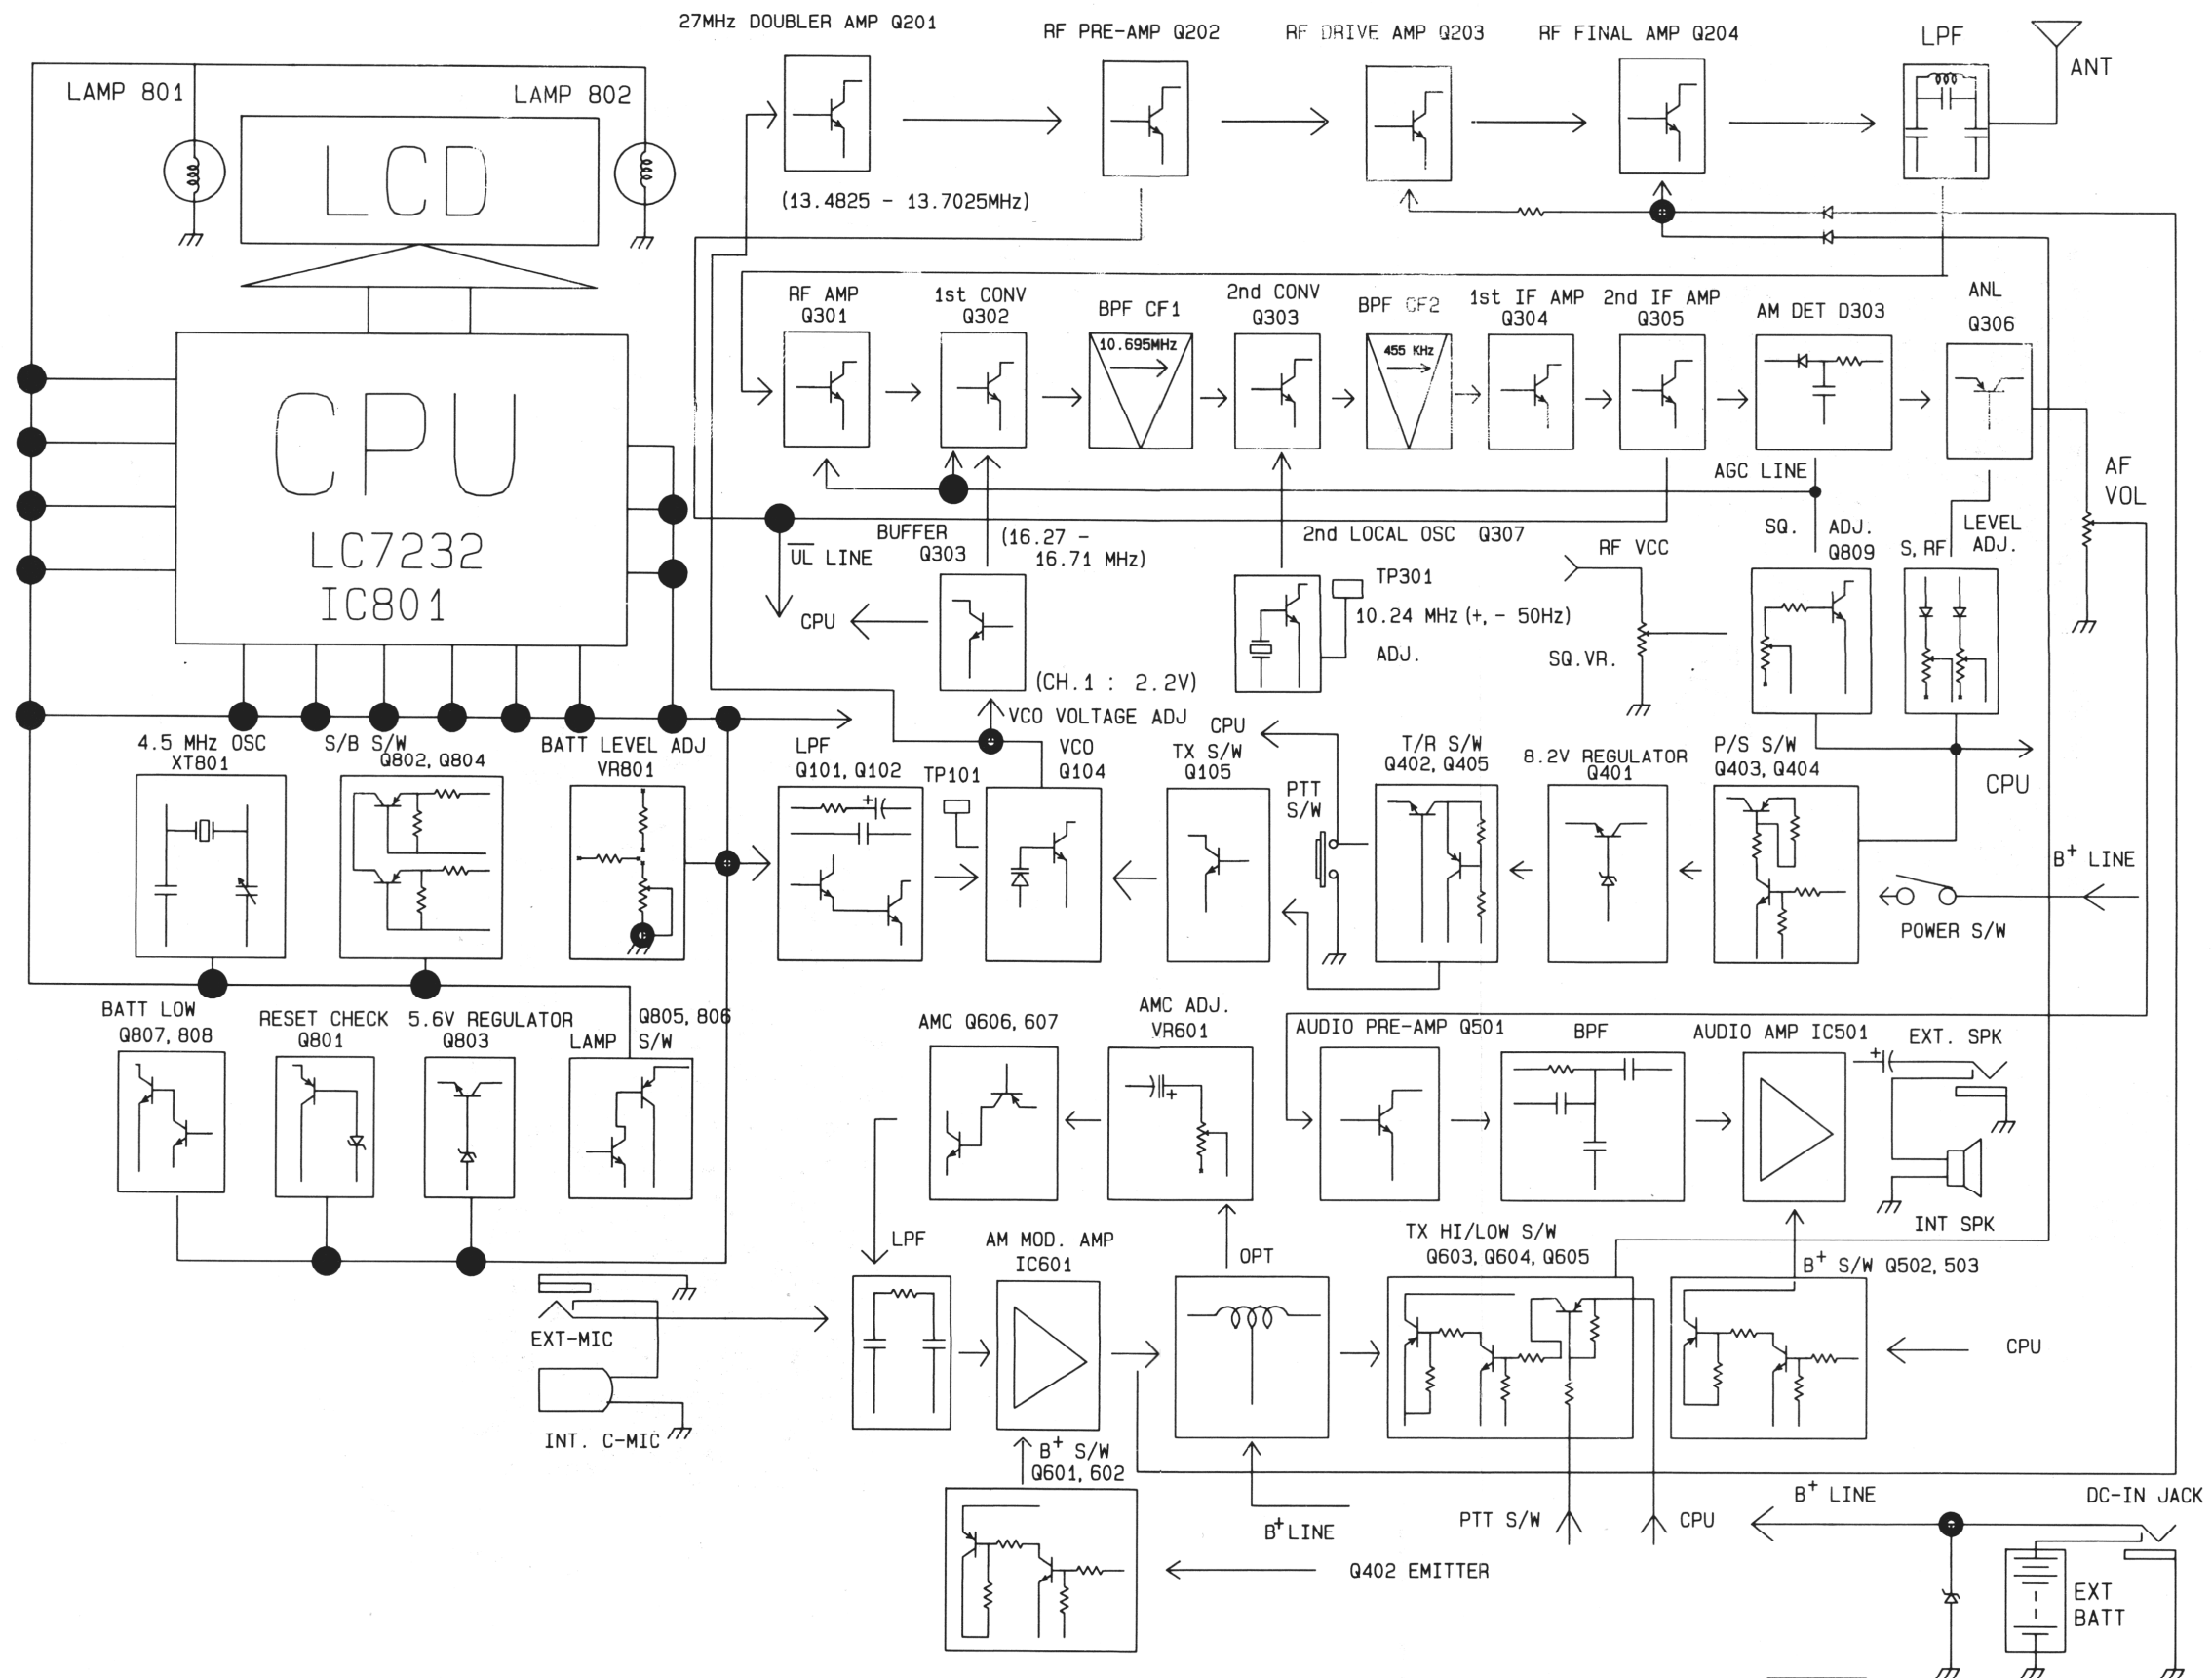 27MHz DOUBLER AMP Q201
RF PRE-AMP Q202
RF DRIVE AMP Q203
RF FINAL AMP Q204
LPF
ANT
LAMP 801
LAMP 802
LCD
(13.4825 - 13.7025MHz)
RF AMP
Q301
1st CONV
Q302
BPF CF1
10.695MHz
2nd CONV
Q303
BPF CF2
455 KHz
1st IF AMP
Q304
2nd IF AMP
Q305
AM DET D303
ANL
Q306
CPU
LC7232
IC801
AGC LINE
AF
VOL
UL LINE
BUFFER
Q303
(16.27 -
16.71 MHz)
2nd LOCAL OSC Q307
RF VCC
SQ. ADJ.
Q809
S, RF
LEVEL
ADJ.
CPU
TP301
10.24 MHz (+, - 50Hz)
ADJ.
SQ.VR.
(CH.1 : 2.2V)
VCO VOLTAGE ADJ
4.5 MHz OSC
XT801
S/B S/W
Q802, Q804
BATT LEVEL ADJ
VR801
LPF
Q101, Q102
TP101
VCO
Q104
TX S/W
Q105
CPU
PTT
S/W
T/R S/W
Q402, Q405
8.2V REGULATOR
Q401
P/S S/W
Q403, Q404
CPU
B+ LINE
POWER S/W
BATT LOW
Q807, 808
RESET CHECK
Q801
5.6V REGULATOR
Q803
Q805, 806
LAMP S/W
AMC Q606, 607
AMC ADJ.
VR601
AUDIO PRE-AMP Q501
BPF
AUDIO AMP IC501
EXT. SPK
INT SPK
LPF
AM MOD. AMP
IC601
OPT
TX HI/LOW S/W
Q603, Q604, Q605
B+ S/W Q502, 503
CPU
EXT-MIC
INT. C-MIC
B+ S/W
Q601, 602
B+ LINE
PTT S/W
CPU
B+ LINE
DC-IN JACK
Q402 EMITTER
EXT
BATT